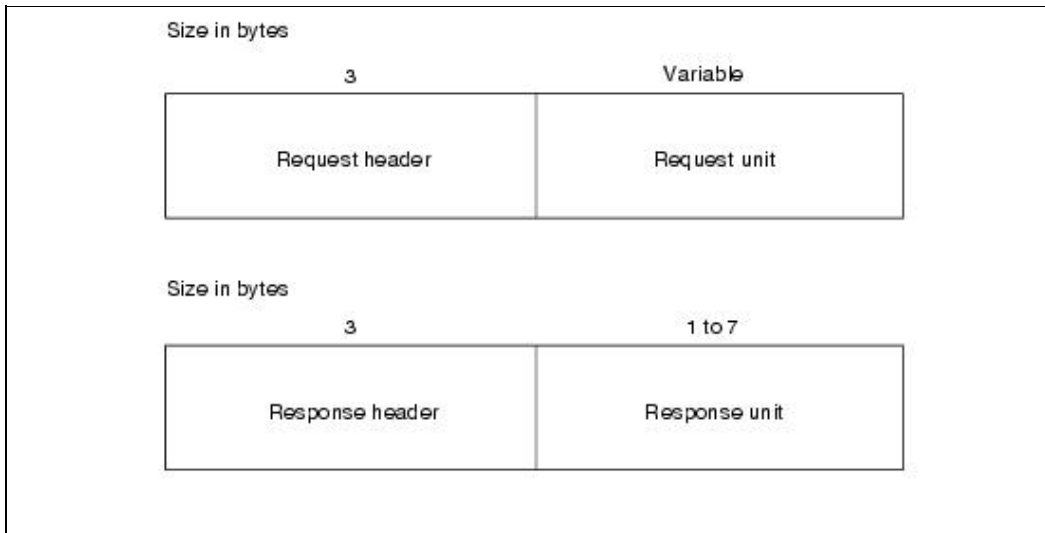 Size in bytes
3 Variable
Request header Request unit
Size in bytes
3 1 to 7
Response header Response unit